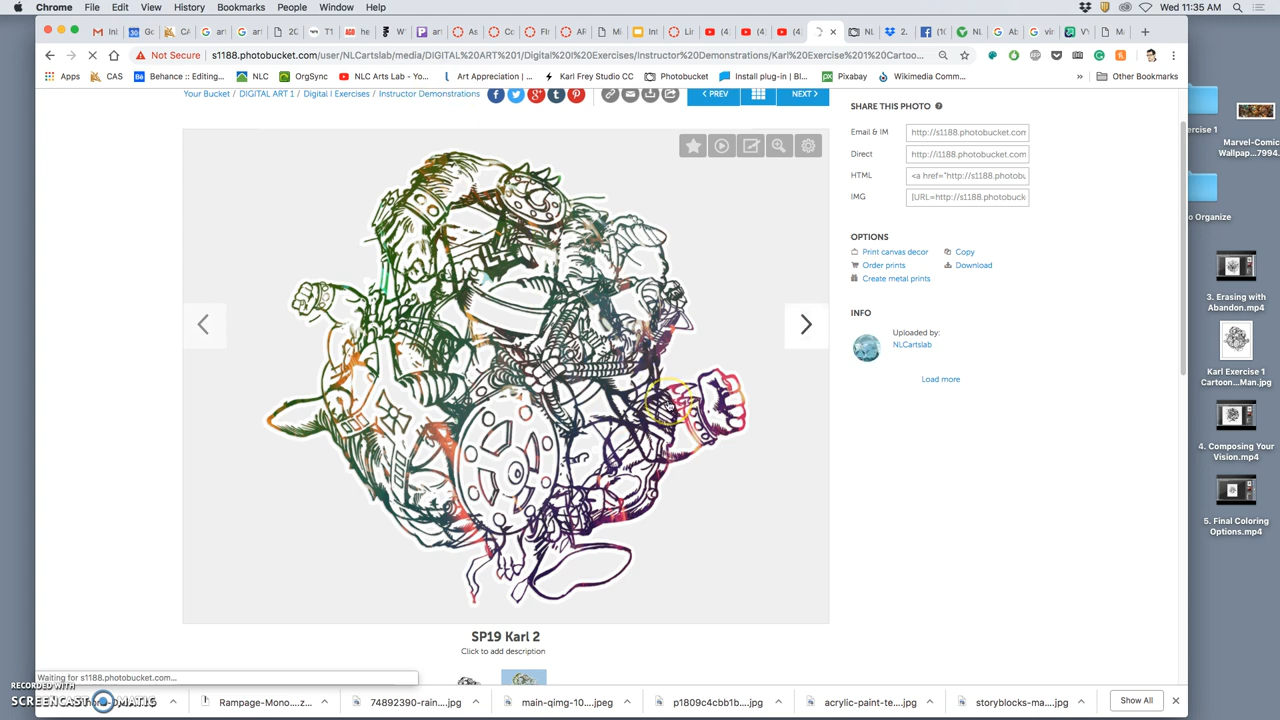 Chrome File Edit View History Bookmarks People Window Help
Wed 11:35 AM
Not Secure s1188.photobucket.com/user/NLCartslab/media/DIGITAL%20ART%201/Digital%20I%20Exercises/Instructor%20Demonstrations/Karl%20Exercise%201%20Cartoo...
Apps CAS Behance :: Editing... NLC OrgSync NLC Arts Lab - Yo... Art Appreciation | ... Karl Frey Studio CC Photobucket Install plug-in | Bl... Pixabay Wikimedia Comm... » Other Bookmarks
Your Bucket / DIGITAL ART 1 / Digital I Exercises / Instructor Demonstrations
PREV
NEXT
SHARE THIS PHOTO
Email & IM http://s1188.photobucket.com
Direct http://i1188.photobucket.com
HTML <a href="http://s1188.photobu
IMG [URL=http://s1188.photobuck
OPTIONS
Print canvas decor Copy
Order prints Download
Create metal prints
INFO
Uploaded by:
NLCartslab
Load more
SP19 Karl 2
Click to add description
Waiting for s1188.photobucket.com...
RECORDED WITH
SCREENCAST-O-MATIC
Rampage-Mono....z...
74892390-rain....jpg
main-qimg-10....jpeg
p1809c4cbb1b....jpg
acrylic-paint-te....jpg
storyblocks-ma....jpg
Show All
ercise 1
Marvel-Comic
Wallpap...7994.
o Organize
3. Erasing with
Abandon.mp4
Karl Exercise 1
Cartoon...Man.jpg
4. Composing Your
Vision.mp4
5. Final Coloring
Options.mp4